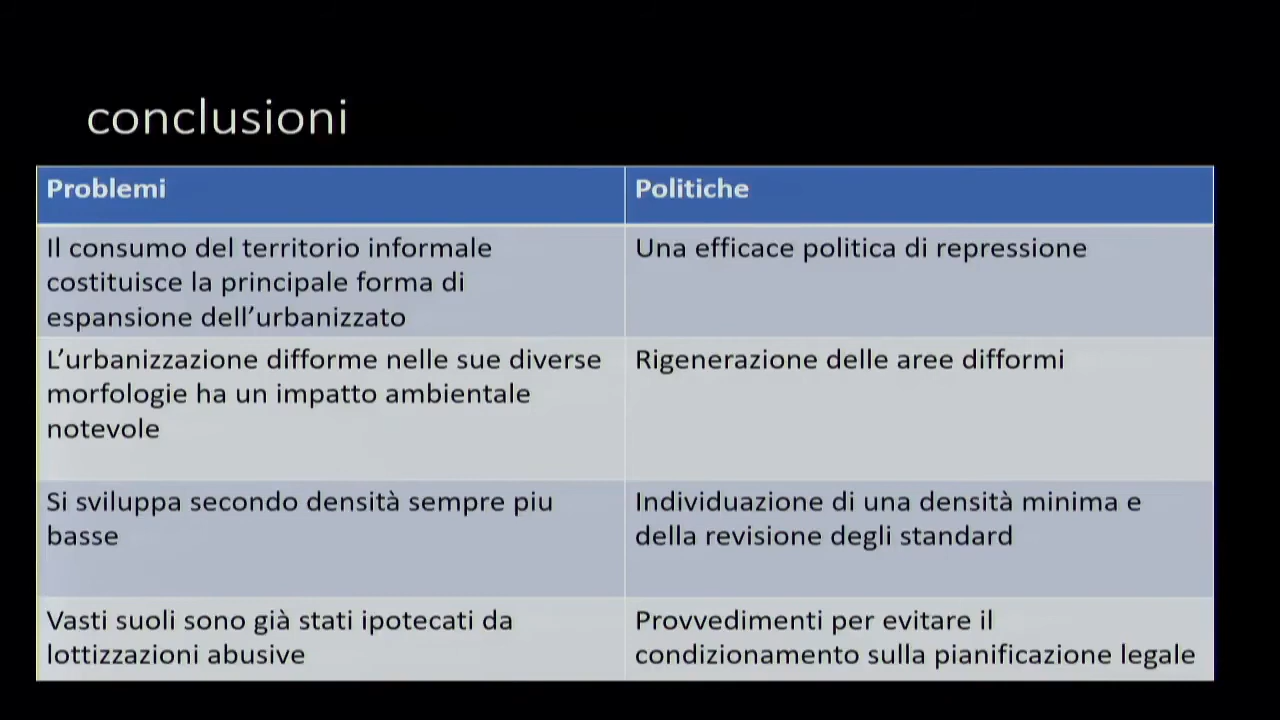 conclusioni
Problemi
Politiche
Il consumo del territorio informale
costituisce la principale forma di
espansione dell’urbanizzato
Una efficace politica di repressione
L’urbanizzazione difforme nelle sue diverse
morfologie ha un impatto ambientale
notevole
Rigenerazione delle aree difformi
Si sviluppa secondo densità sempre piu
basse
Individuazione di una densità minima e
della revisione degli standard
Vasti suoli sono già stati ipotecati da
lottizzazioni abusive
Provvedimenti per evitare il
condizionamento sulla pianificazione legale